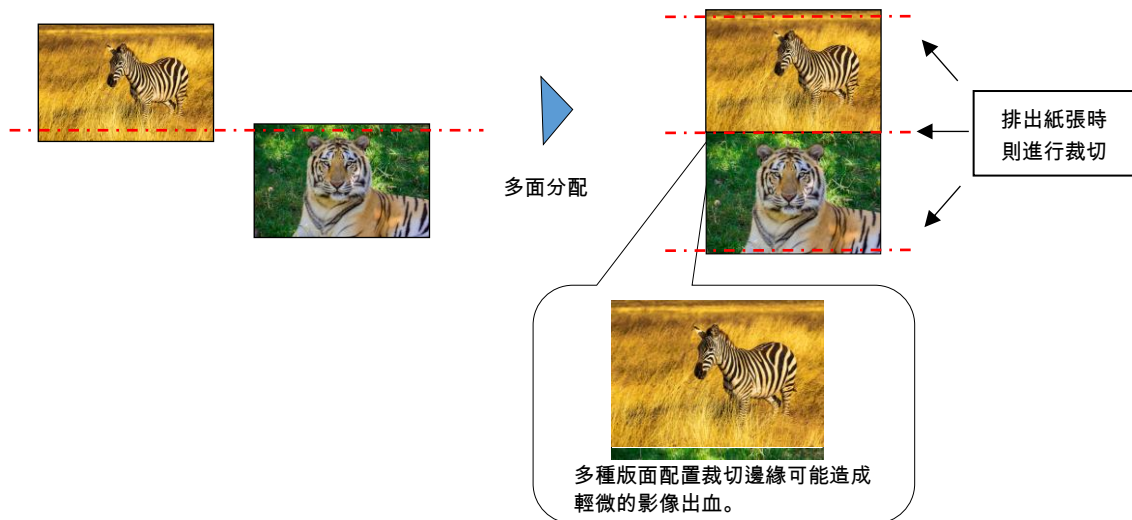 多面分配
排出紙張時
則進行裁切
多種版面配置裁切邊緣可能造成
輕微的影像出血。